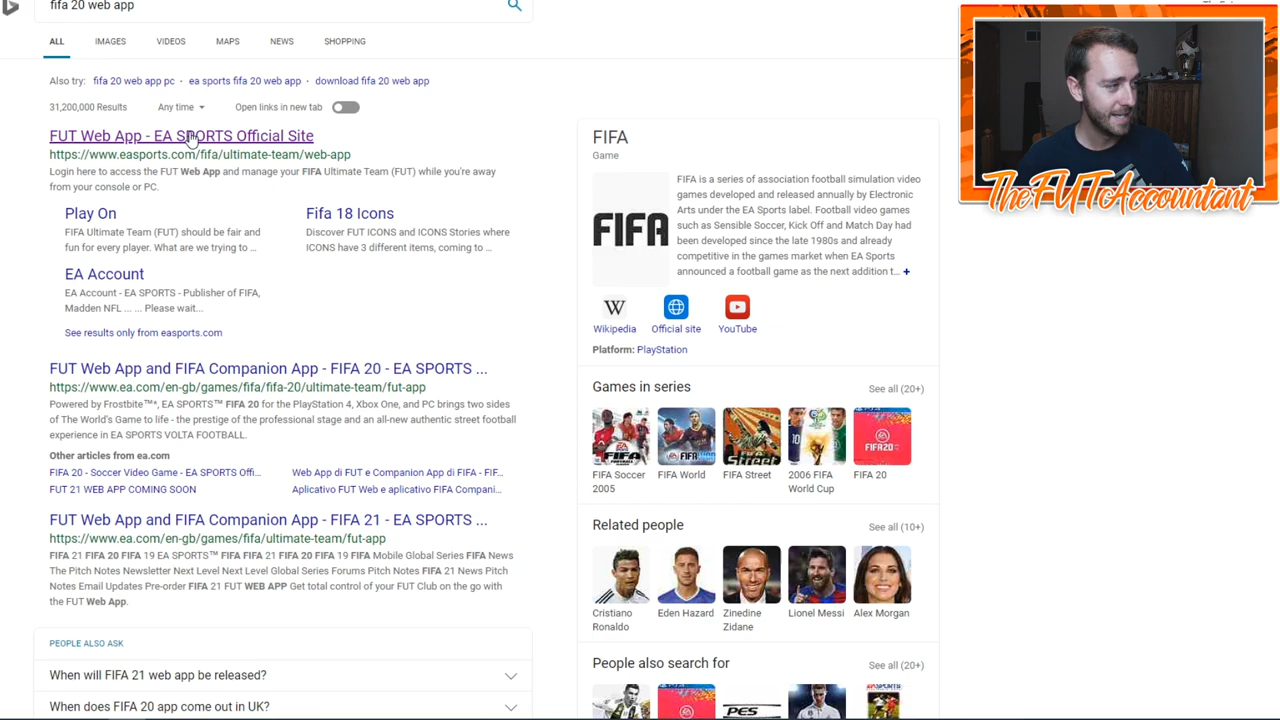 fifa 20 web app
ALL IMAGES VIDEOS MAPS NEWS SHOPPING
Also try: fifa 20 web app pc · ea sports fifa 20 web app · download fifa 20 web app
31,200,000 Results Any time Open links in new tab
FUT Web App - EA SPORTS Official Site
https://www.easports.com/fifa/ultimate-team/web-app
Login here to access the FUT Web App and manage your FIFA Ultimate Team (FUT) while you're away
from your console or PC.
Play On
FIFA Ultimate Team (FUT) should be fair and
fun for every player. What are we trying to ...
Fifa 18 Icons
Discover FUT ICONS and ICONS Stories where
ICONS have 3 different items, coming to ...
EA Account
EA Account - EA SPORTS - Publisher of FIFA,
Madden NFL ... ... Please wait...
See results only from easports.com
FUT Web App and FIFA Companion App - FIFA 20 - EA SPORTS ...
https://www.ea.com/en-gb/games/fifa/fifa-20/ultimate-team/fut-app
Powered by Frostbite™*, EA SPORTS™ FIFA 20 for the PlayStation 4, Xbox One, and PC brings two sides
of The World's Game to life - the prestige of the professional stage and an all-new authentic street football
experience in EA SPORTS VOLTA FOOTBALL.
Other articles from ea.com
FIFA 20 - Soccer Video Game - EA SPORTS Offi...
Web App di FUT e Companion App di FIFA - FIF...
FUT 21 WEB APP COMING SOON
Aplicativo FUT Web e aplicativo FIFA Compani...
FUT Web App and FIFA Companion App - FIFA 21 - EA SPORTS ...
https://www.ea.com/en-gb/games/fifa/ultimate-team/fut-app
FIFA 21 FIFA 20 FIFA 19 EA SPORTS™ FIFA FIFA 21 FIFA 20 FIFA 19 FIFA Mobile Global Series FIFA News
The Pitch Notes Newsletter Next Level Next Level Global Series Forums Pitch Notes FIFA 21 News Pitch
Notes Email Updates Pre-order FIFA 21 FUT WEB APP Get total control of your FUT Club on the go with
the FUT Web App.
PEOPLE ALSO ASK
When will FIFA 21 web app be released?
When does FIFA 20 app come out in UK?
FIFA
Game
FIFA
FIFA is a series of association football simulation video
games developed and released annually by Electronic
Arts under the EA Sports label. Football video games
such as Sensible Soccer, Kick Off and Match Day had
been developed since the late 1980s and already
competitive in the games market when EA Sports
announced a football game as the next addition t... +
W
Wikipedia Official site YouTube
Platform: PlayStation
Games in series See all (20+)
FIFA Soccer
2005
FIFA World
FIFA Street
2006 FIFA
World Cup
FIFA 20
Related people See all (10+)
Cristiano
Ronaldo
Eden Hazard
Zinedine
Zidane
Lionel Messi
Alex Morgan
People also search for See all (20+)
PES
TheFUTAccountant